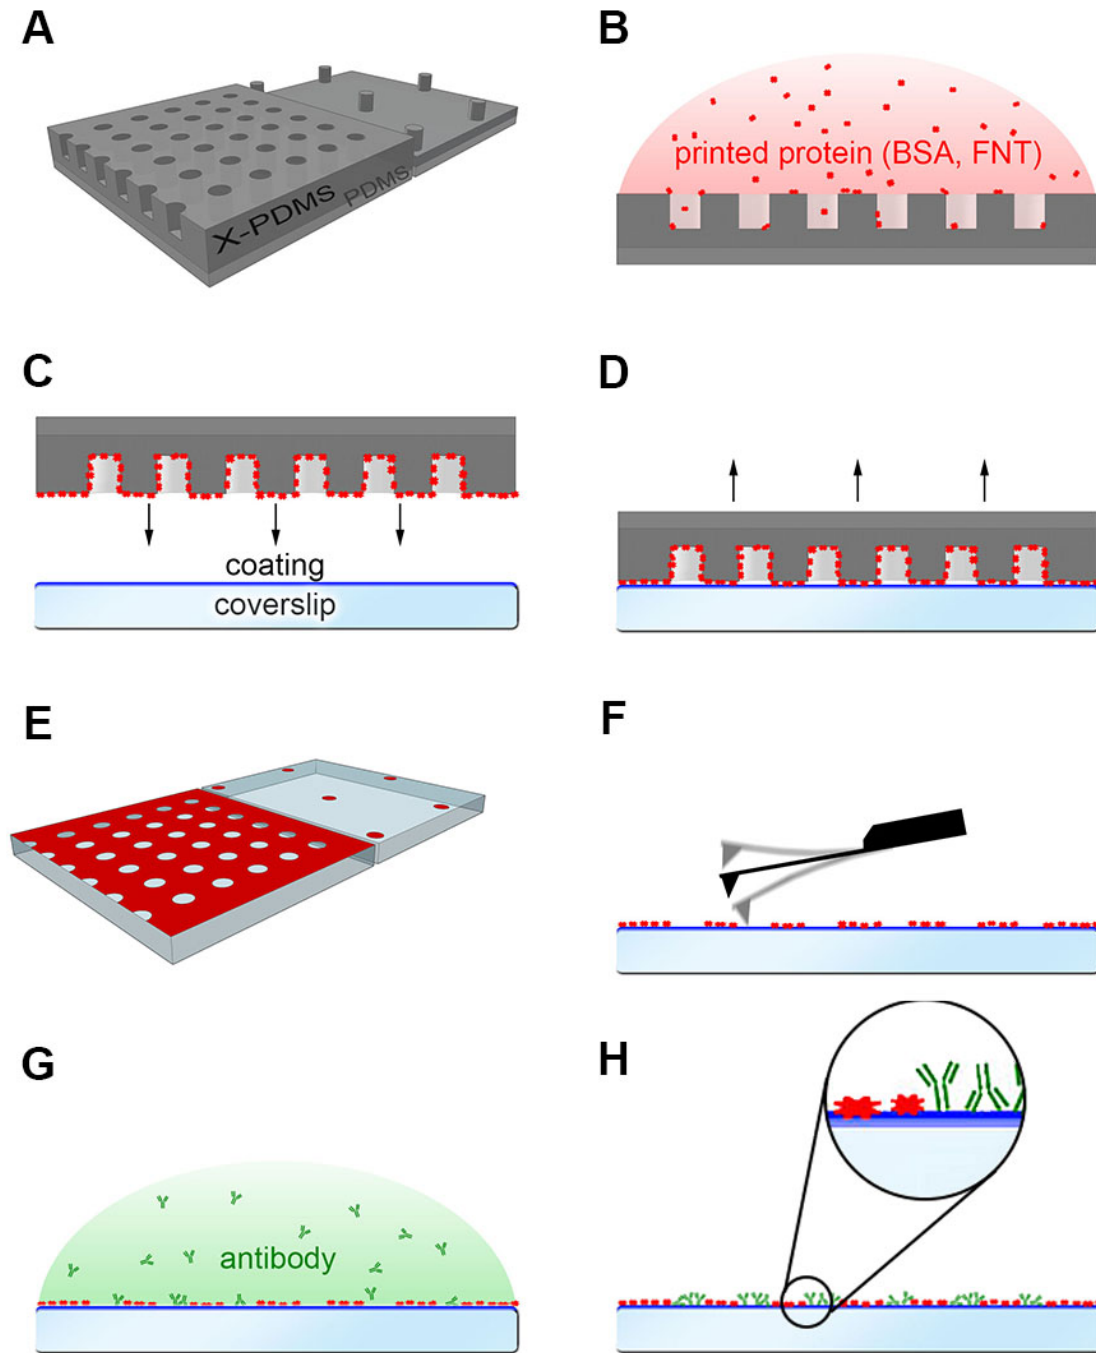 A
B
X-PDMS
PDMS
printed protein (BSA, FNT)
C
D
coating
coverslip
E
F
G
H
antibody